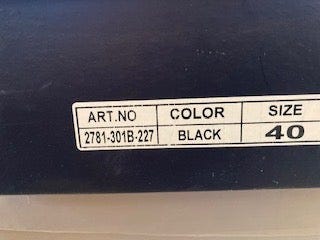 ART.NO COLOR SIZE
2781-301B-227 BLACK 40